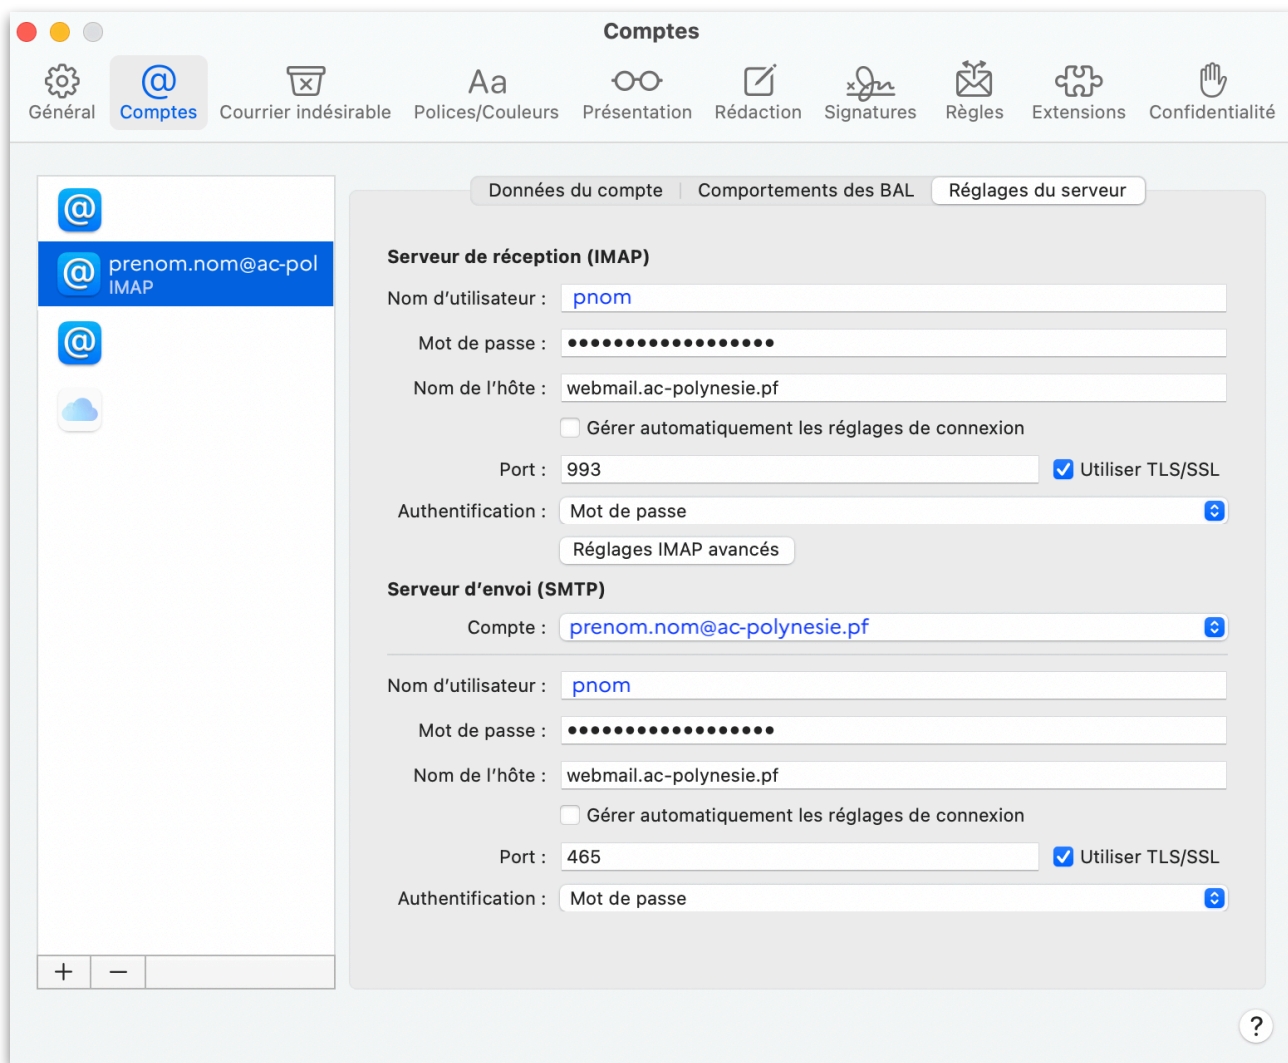 Comptes
Général
Comptes
Courrier indésirable
Aa
Polices/Couleurs
Présentation
Rédaction
Signatures
Règles
Extensions
Confidentialité
Données du compte
Comportements des BAL
Réglages du serveur
prenom.nom@ac-pol
IMAP
Serveur de réception (IMAP)
Nom d'utilisateur : pnom
Mot de passe : ••••••••••••••••••
Nom de l'hôte : webmail.ac-polynesie.pf
Gérer automatiquement les réglages de connexion
Port : 993 Utiliser TLS/SSL
Authentification : Mot de passe
Réglages IMAP avancés
Serveur d'envoi (SMTP)
Compte : prenom.nom@ac-polynesie.pf
Nom d'utilisateur : pnom
Mot de passe : ••••••••••••••••••
Nom de l'hôte : webmail.ac-polynesie.pf
Gérer automatiquement les réglages de connexion
Port : 465 Utiliser TLS/SSL
Authentification : Mot de passe
+ −
?